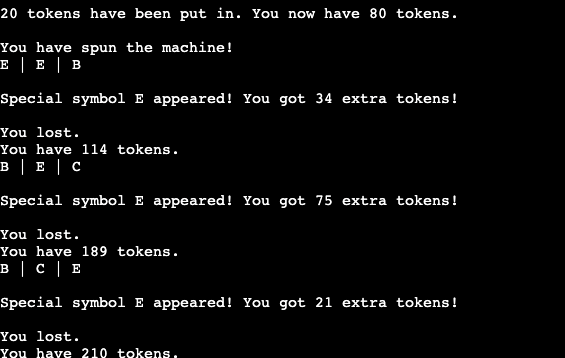 20 tokens have been put in. You now have 80 tokens.
You have spun the machine!
E | E | B
Special symbol E appeared! You got 34 extra tokens!
You lost.
You have 114 tokens.
B | E | C
Special symbol E appeared! You got 75 extra tokens!
You lost.
You have 189 tokens.
B | C | E
Special symbol E appeared! You got 21 extra tokens!
You lost.
You have 210 tokens.